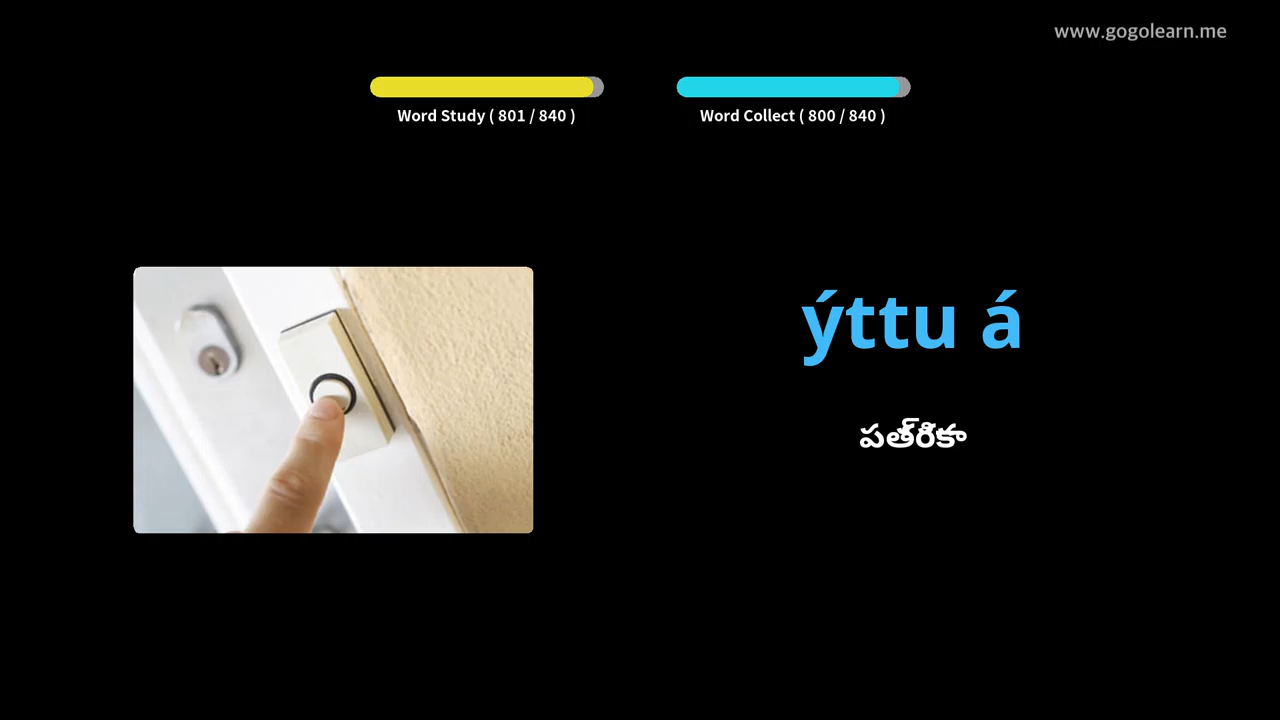 www.gogolearn.me
Word Study ( 801 / 840 )
Word Collect ( 800 / 840 )
ýttu á
పత్రికా